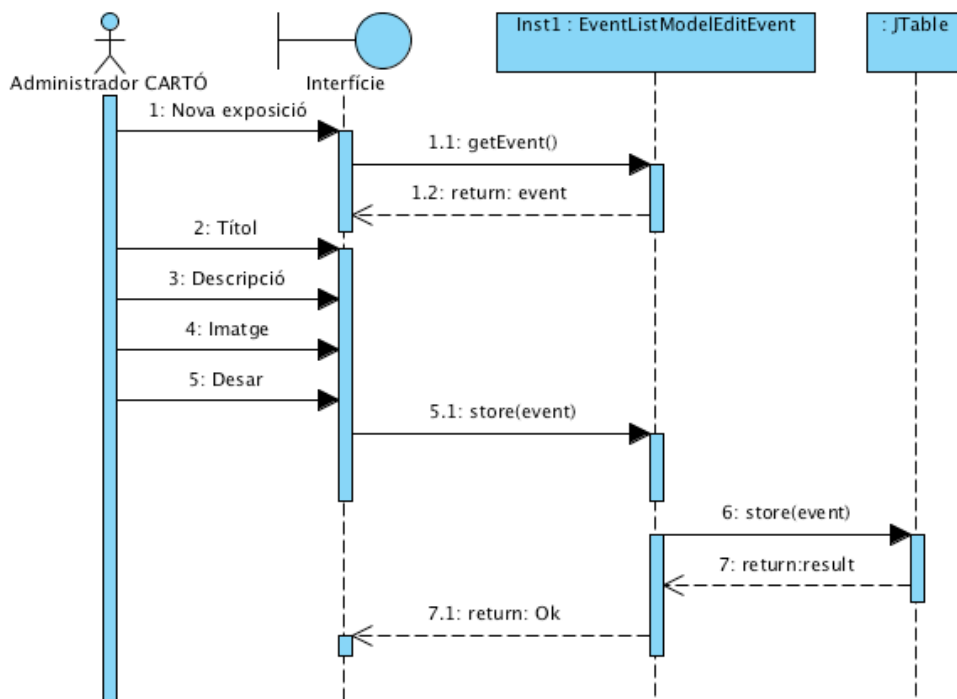 Inst1 : EventListModelEditEvent
: JTable
Administrador CARTÓ
Interfície
1: Nova exposició
1.1: getEvent()
1.2: return: event
2: Títol
3: Descripció
4: Imatge
5: Desar
5.1: store(event)
6: store(event)
7: return:result
7.1: return: Ok